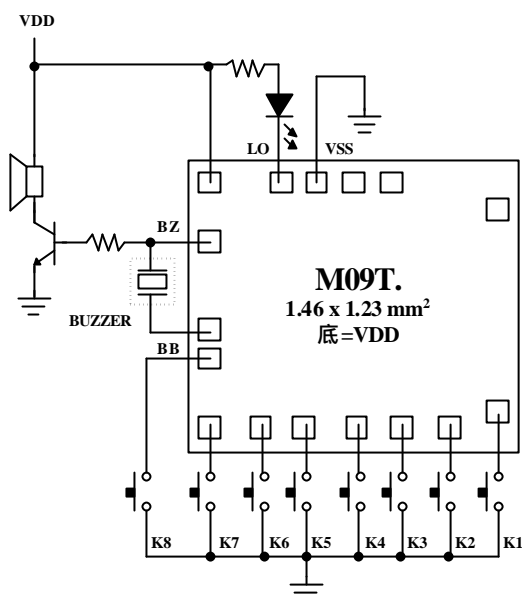 VDD
LO
VSS
BZ
M09T.
1.46 x 1.23 mm²
底=VDD
BUZZER
BB
K8
K7
K6
K5
K4
K3
K2
K1